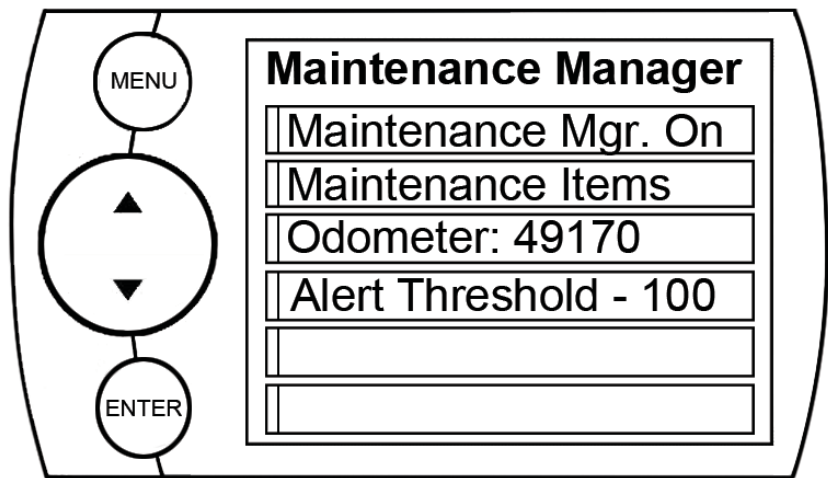 MENU
Maintenance Manager
Maintenance Mgr. On
Maintenance Items
Odometer: 49170
Alert Threshold - 100
ENTER